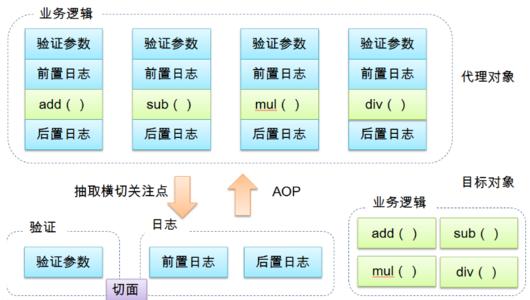 业务逻辑
验证参数 验证参数 验证参数 验证参数
前置日志 前置日志 前置日志 前置日志
代理对象
add（ ） sub（ ） mul（ ） div（ ）
后置日志 后置日志 后置日志 后置日志
抽取横切关注点 AOP
目标对象
业务逻辑
验证 日志
add（ ） sub（ ）
验证参数 前置日志 后置日志
mul（ ） div（ ）
切面